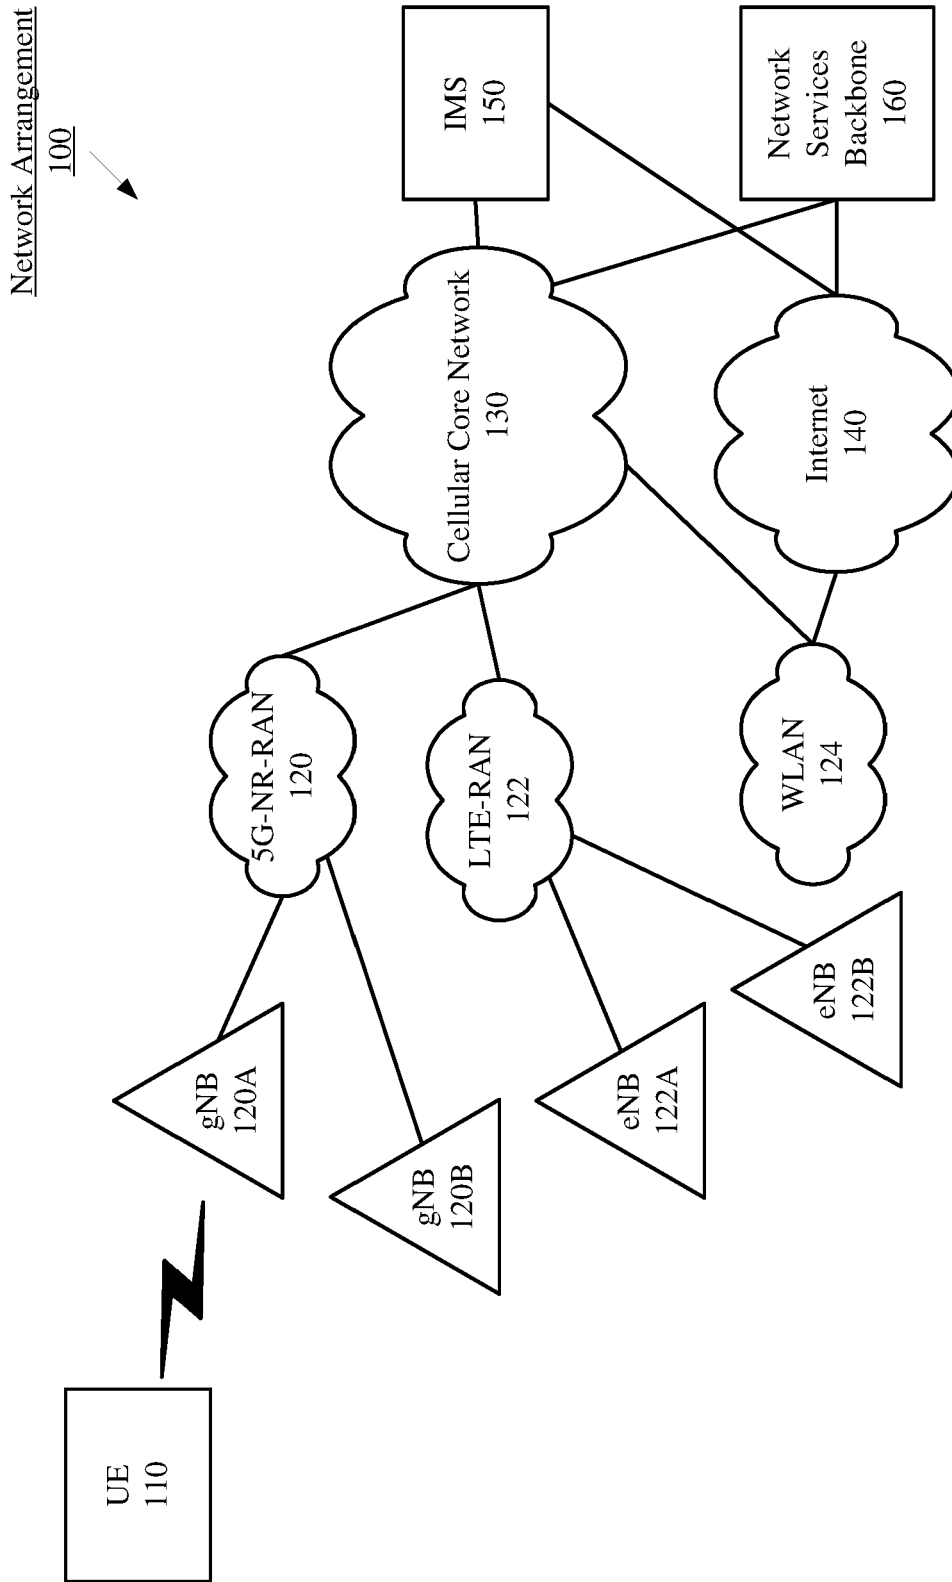 Network Arrangement
100
UE
110
gNB
120A
gNB
120B
eNB
122A
eNB
122B
5G-NR-RAN
120
LTE-RAN
122
WLAN
124
Cellular Core Network
130
Internet
140
IMS
150
Network
Services
Backbone
160